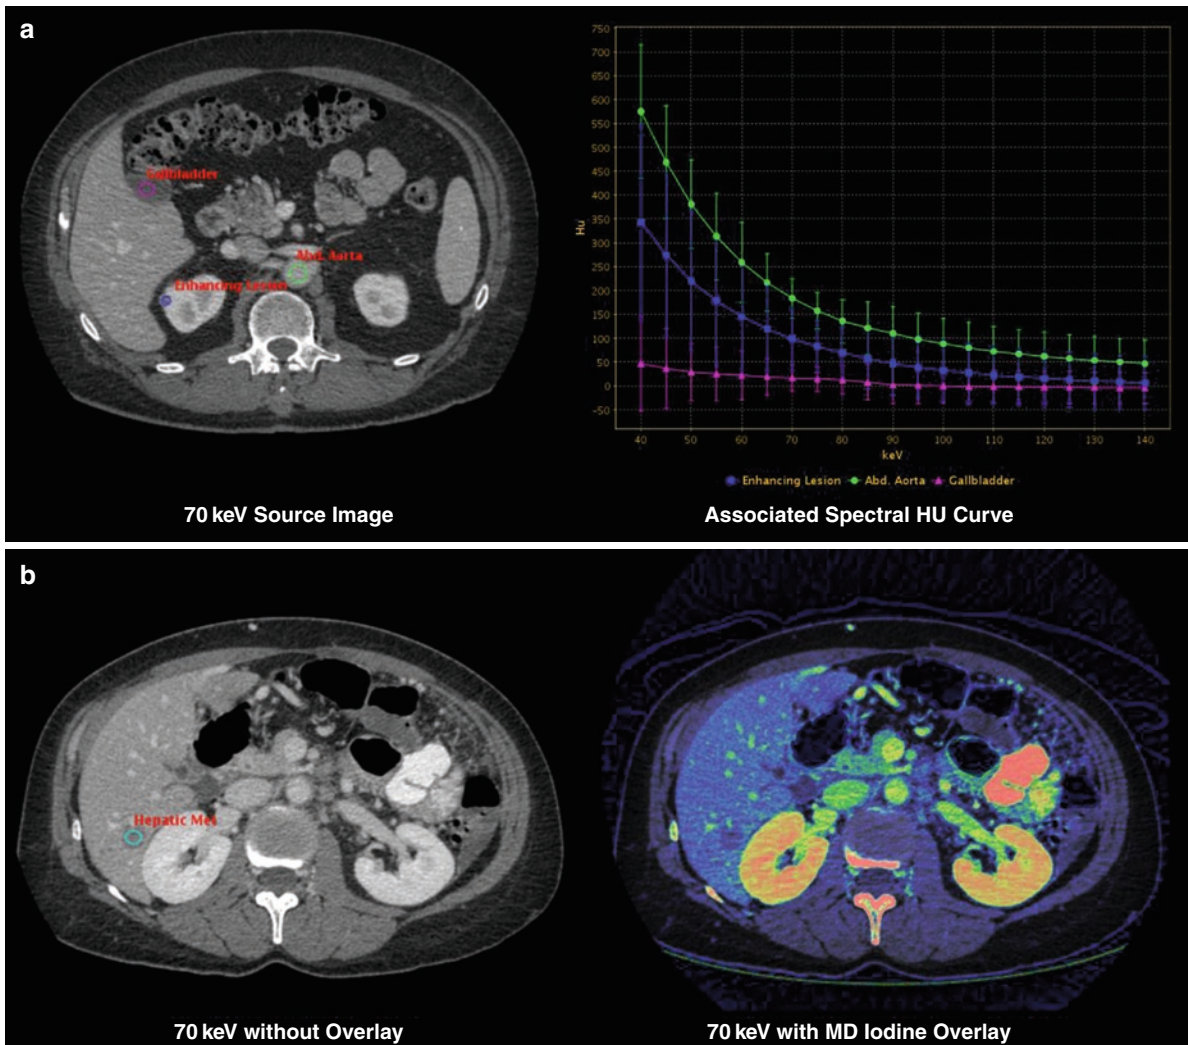 a
Gallbladder
Abd. Aorta
Enhancing Lesion
750
700
650
600
550
500
450
400
350
300
250
200
150
100
50
0
-50
Hu
40 50 60 70 80 90 100 110 120 130 140
keV
Enhancing Lesion Abd. Aorta Gallbladder
70 keV Source Image
Associated Spectral HU Curve
b
Hepatic Met
70 keV without Overlay
70 keV with MD Iodine Overlay